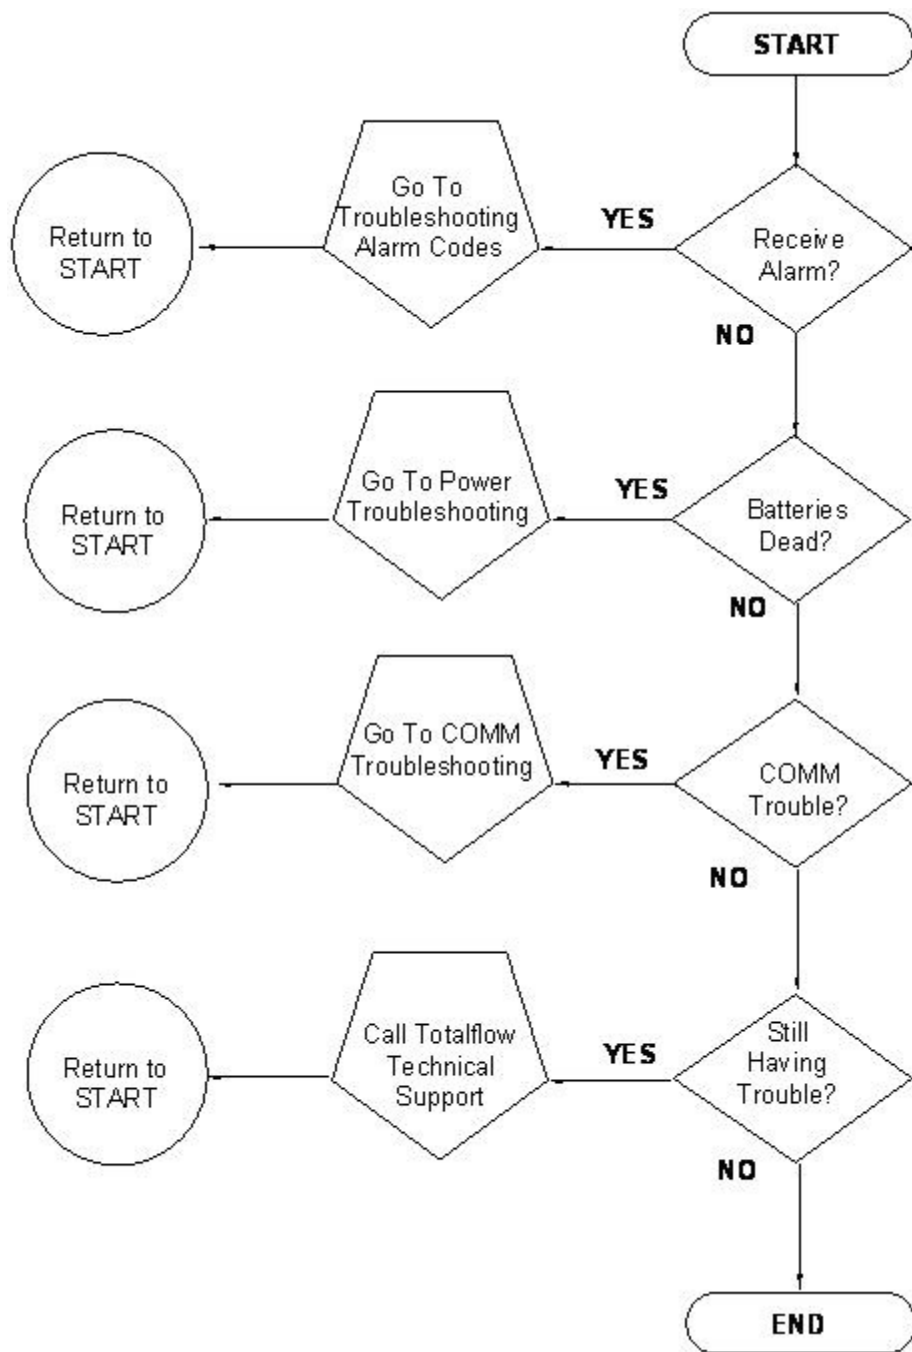 START
Receive
Alarm?
YES
Go To
Troubleshooting
Alarm Codes
Return to
START
NO
Batteries
Dead?
YES
Go To Power
Troubleshooting
Return to
START
NO
COMM
Trouble?
YES
Go To COMM
Troubleshooting
Return to
START
NO
Still
Having
Trouble?
YES
Call Totalflow
Technical
Support
Return to
START
NO
END